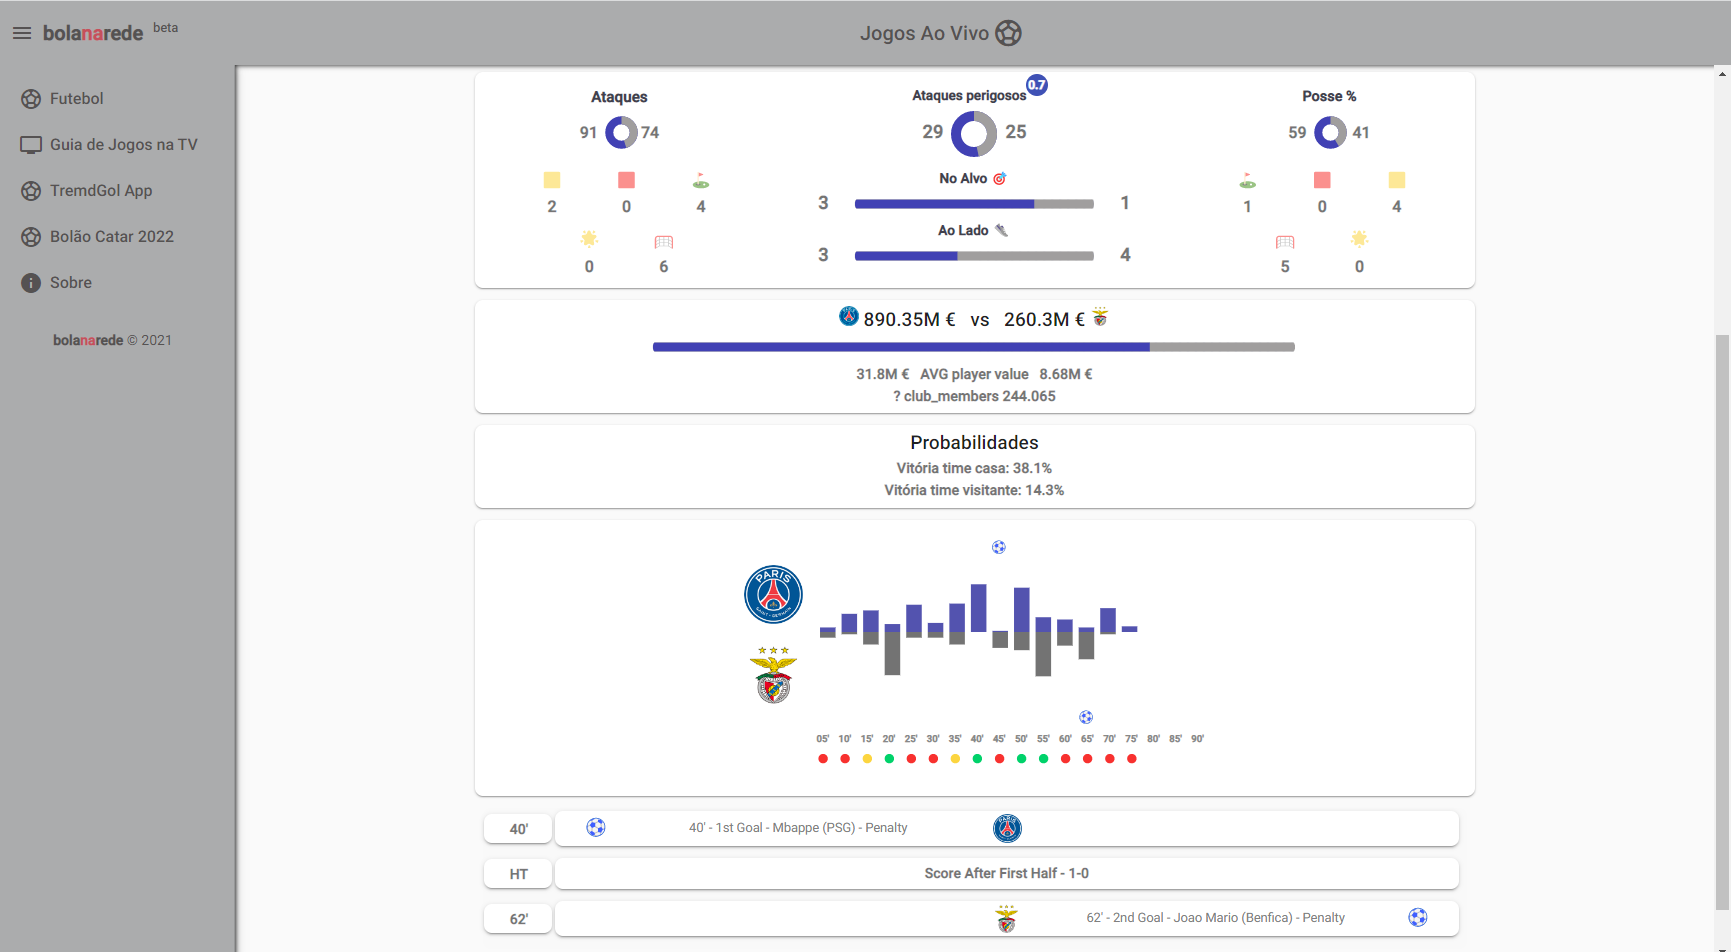 bolanarede beta
Jogos Ao Vivo
Futebol
Guia de Jogos na TV
TremdGol App
Bolão Catar 2022
Sobre
bolanarede © 2021
Ataques
91 74
2 0 4
0 6
Ataques perigosos 0.7
29 25
No Alvo
3 1
Ao Lado
3 4
Posse %
59 41
1 0 4
5 0
890.35M € vs 260.3M €
31.8M € AVG player value 8.68M €
? club_members 244.065
Probabilidades
Vitória time casa: 38.1%
Vitória time visitante: 14.3%
PARIS
SAINT-GERMAIN
05' 10' 15' 20' 25' 30' 35' 40' 45' 50' 55' 60' 65' 70' 75' 80' 85' 90'
40' 40' - 1st Goal - Mbappe (PSG) - Penalty
HT Score After First Half - 1-0
62' 62' - 2nd Goal - Joao Mario (Benfica) - Penalty